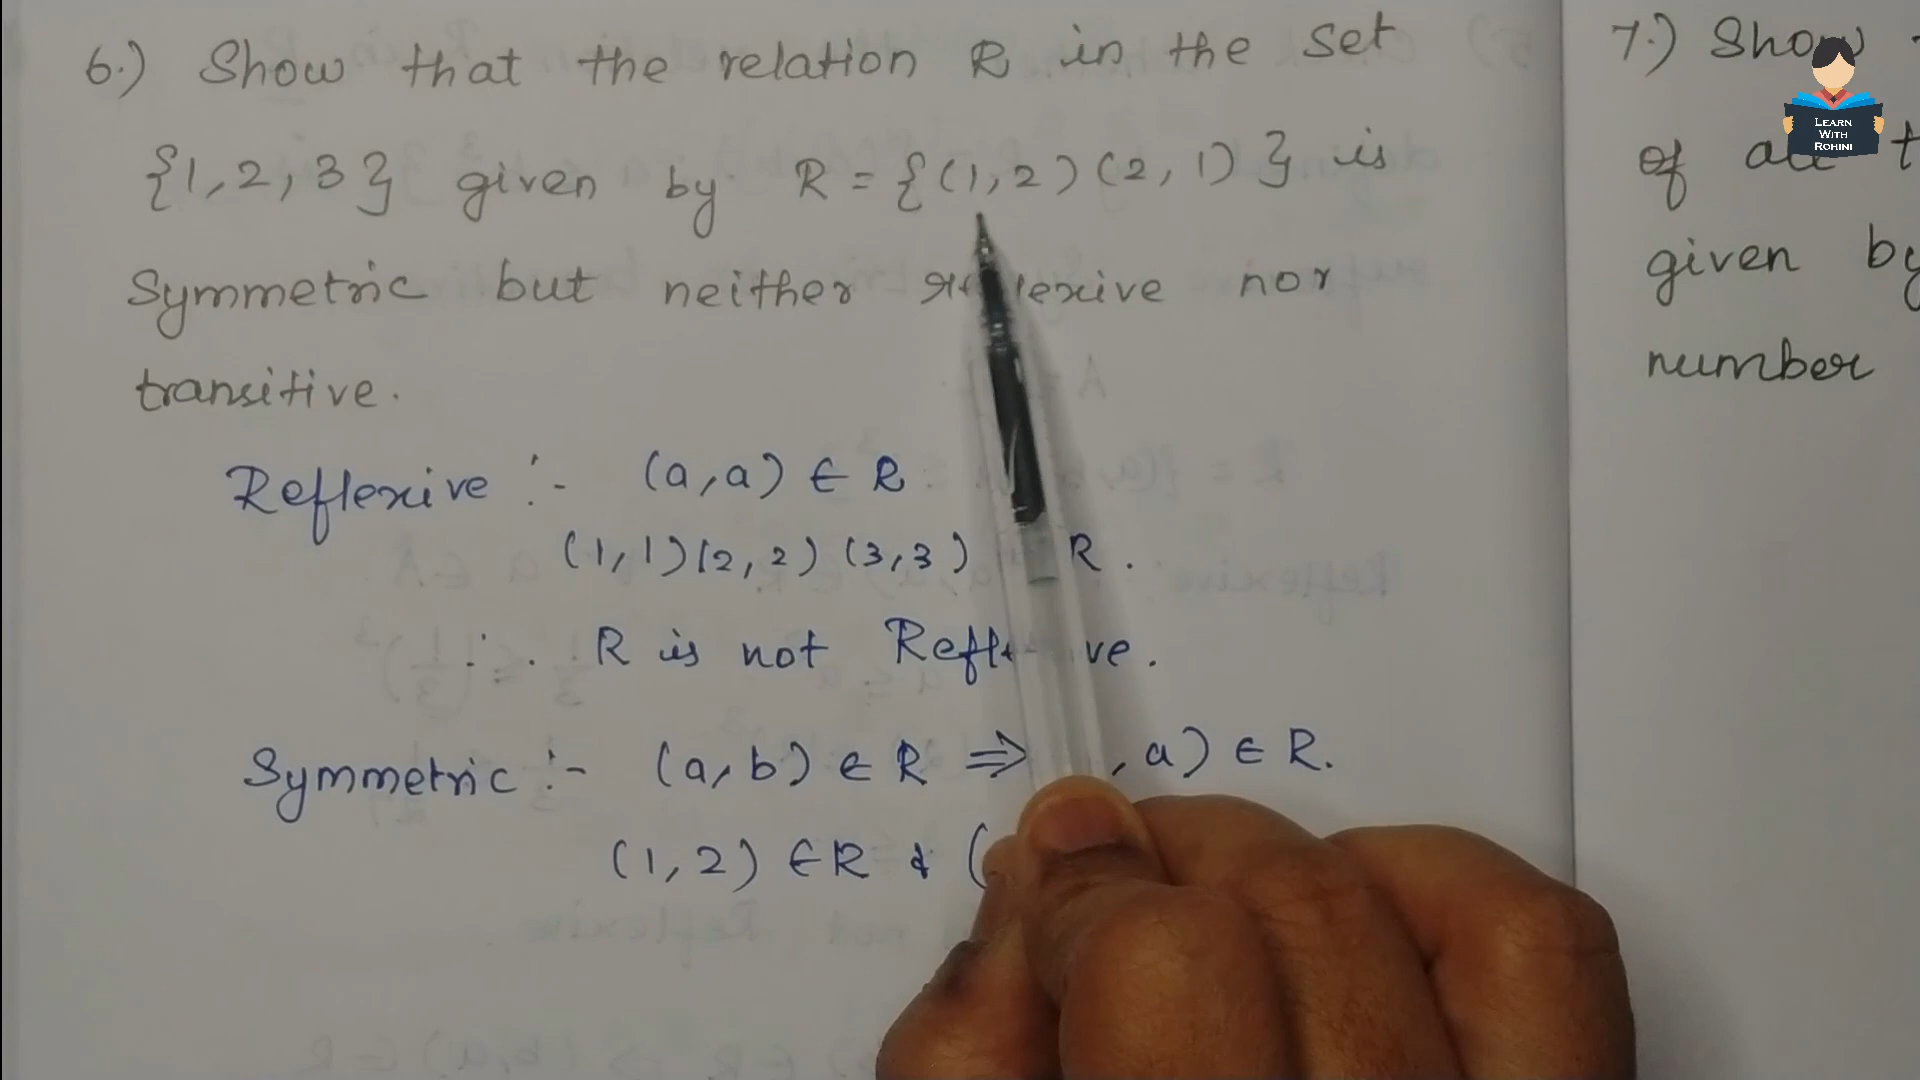 6.) Show that the relation R in the set
{1,2,3} given by R = {(1,2)(2,1)} is
Symmetric but neither nor
transitive.
Reflexive :- (a,a) ∈ R
(1,1)(2,2)(3,3) R.
∴ R is not
Symmetric :- (a,b) ∈ R ⇒ ,a) ∈ R.
(1,2) ∈ R & (
7.) Show
of all t
given by
number
LEARN
WITH
ROHINI